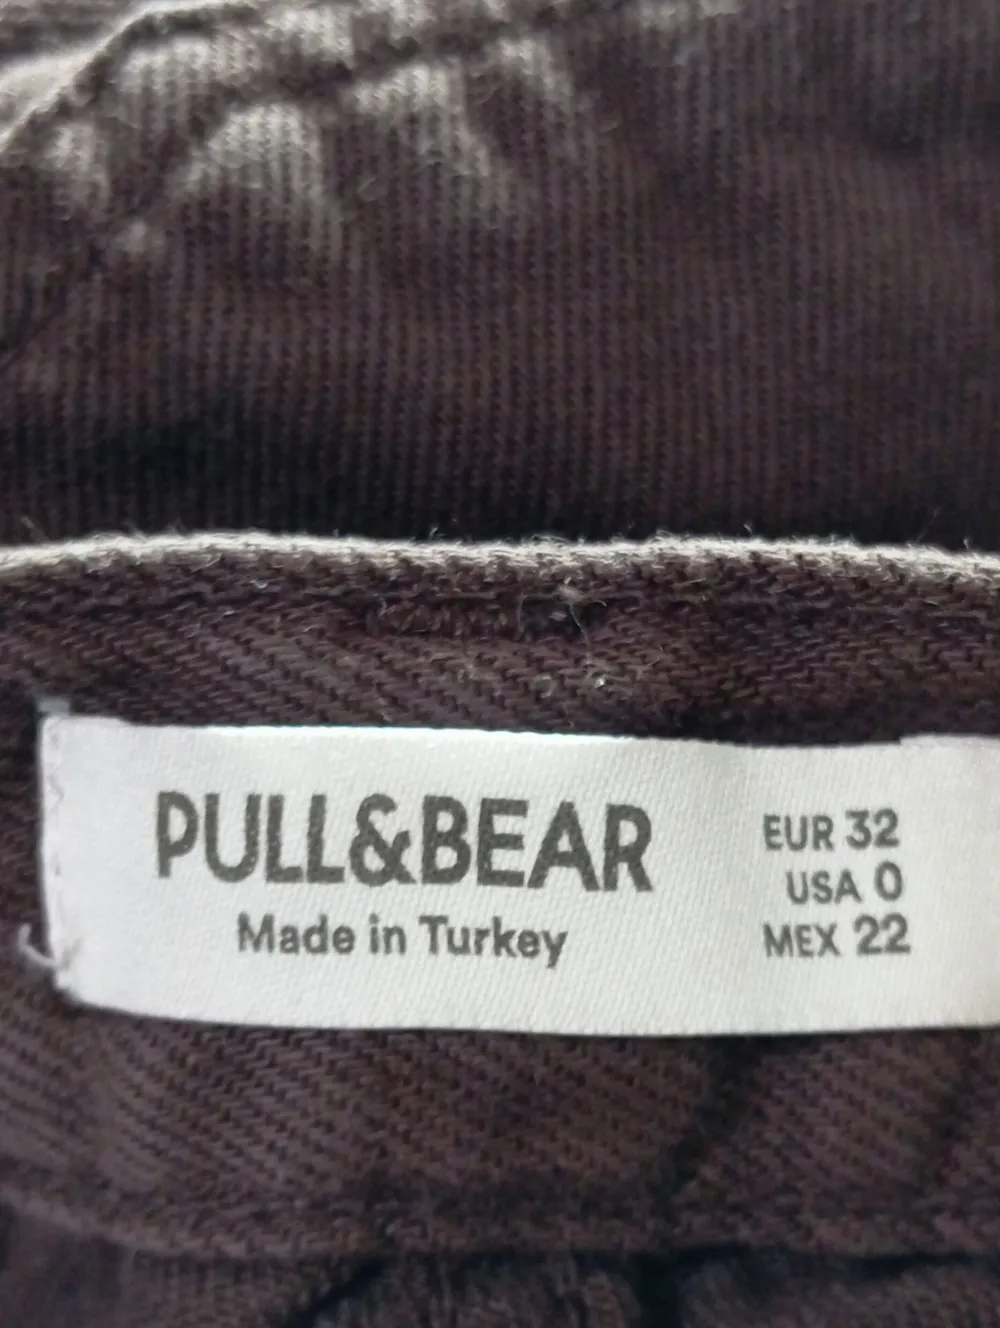 PULL&BEAR
Made in Turkey
EUR 32
USA 0
MEX 22